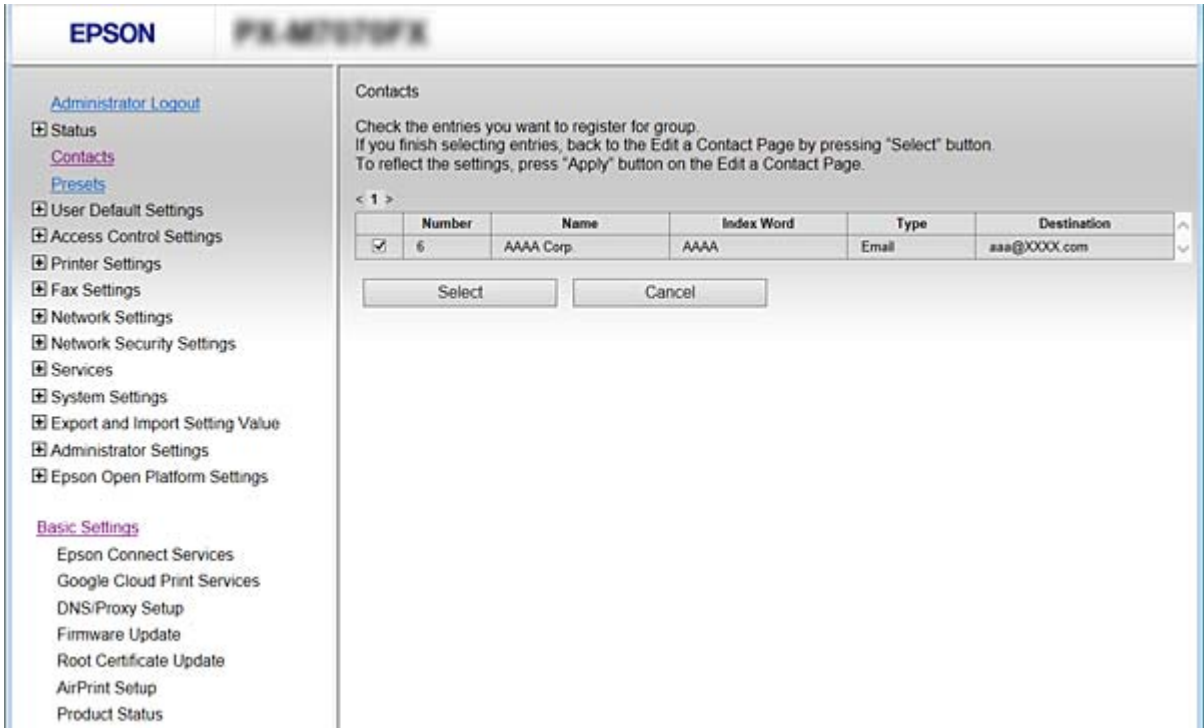 EPSON
Administrator Logout
Status
Contacts
Presets
User Default Settings
Access Control Settings
Printer Settings
Fax Settings
Network Settings
Network Security Settings
Services
System Settings
Export and Import Setting Value
Administrator Settings
Epson Open Platform Settings
Basic Settings
Epson Connect Services
Google Cloud Print Services
DNS/Proxy Setup
Firmware Update
Root Certificate Update
AirPrint Setup
Product Status
Contacts
Check the entries you want to register for group.
If you finish selecting entries, back to the Edit a Contact Page by pressing "Select" button.
To reflect the settings, press "Apply" button on the Edit a Contact Page.
< 1 >
Number Name Index Word Type Destination
6 AAAA Corp. AAAA Email aaa@XXXX.com
Select Cancel